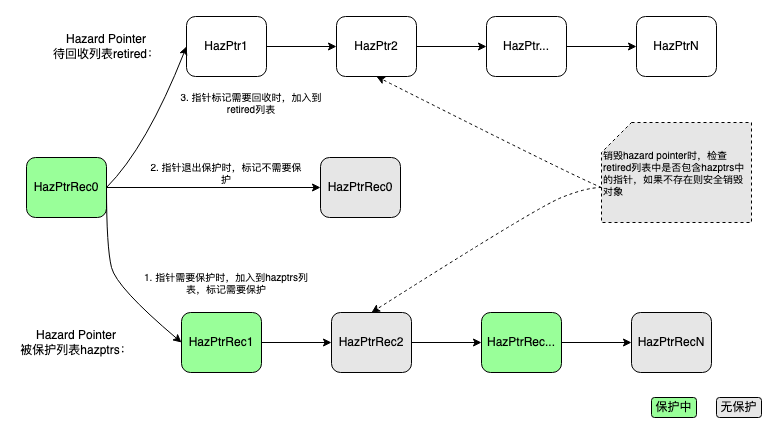 Hazard Pointer
待回收列表retired：
HazPtr1
HazPtr2
HazPtr...
HazPtrN
3. 指针标记需要回收时，加入到
retired列表
销毁hazard pointer时，检查
retired列表中是否包含hazptrs中
的指针，如果不存在则安全销毁
对象
HazPtrRec0
2. 指针退出保护时，标记不需要保
护
HazPtrRec0
1. 指针需要保护时，加入到hazptrs列
表，标记需要保护
Hazard Pointer
被保护列表hazptrs：
HazPtrRec1
HazPtrRec2
HazPtrRec...
HazPtrRecN
保护中
无保护